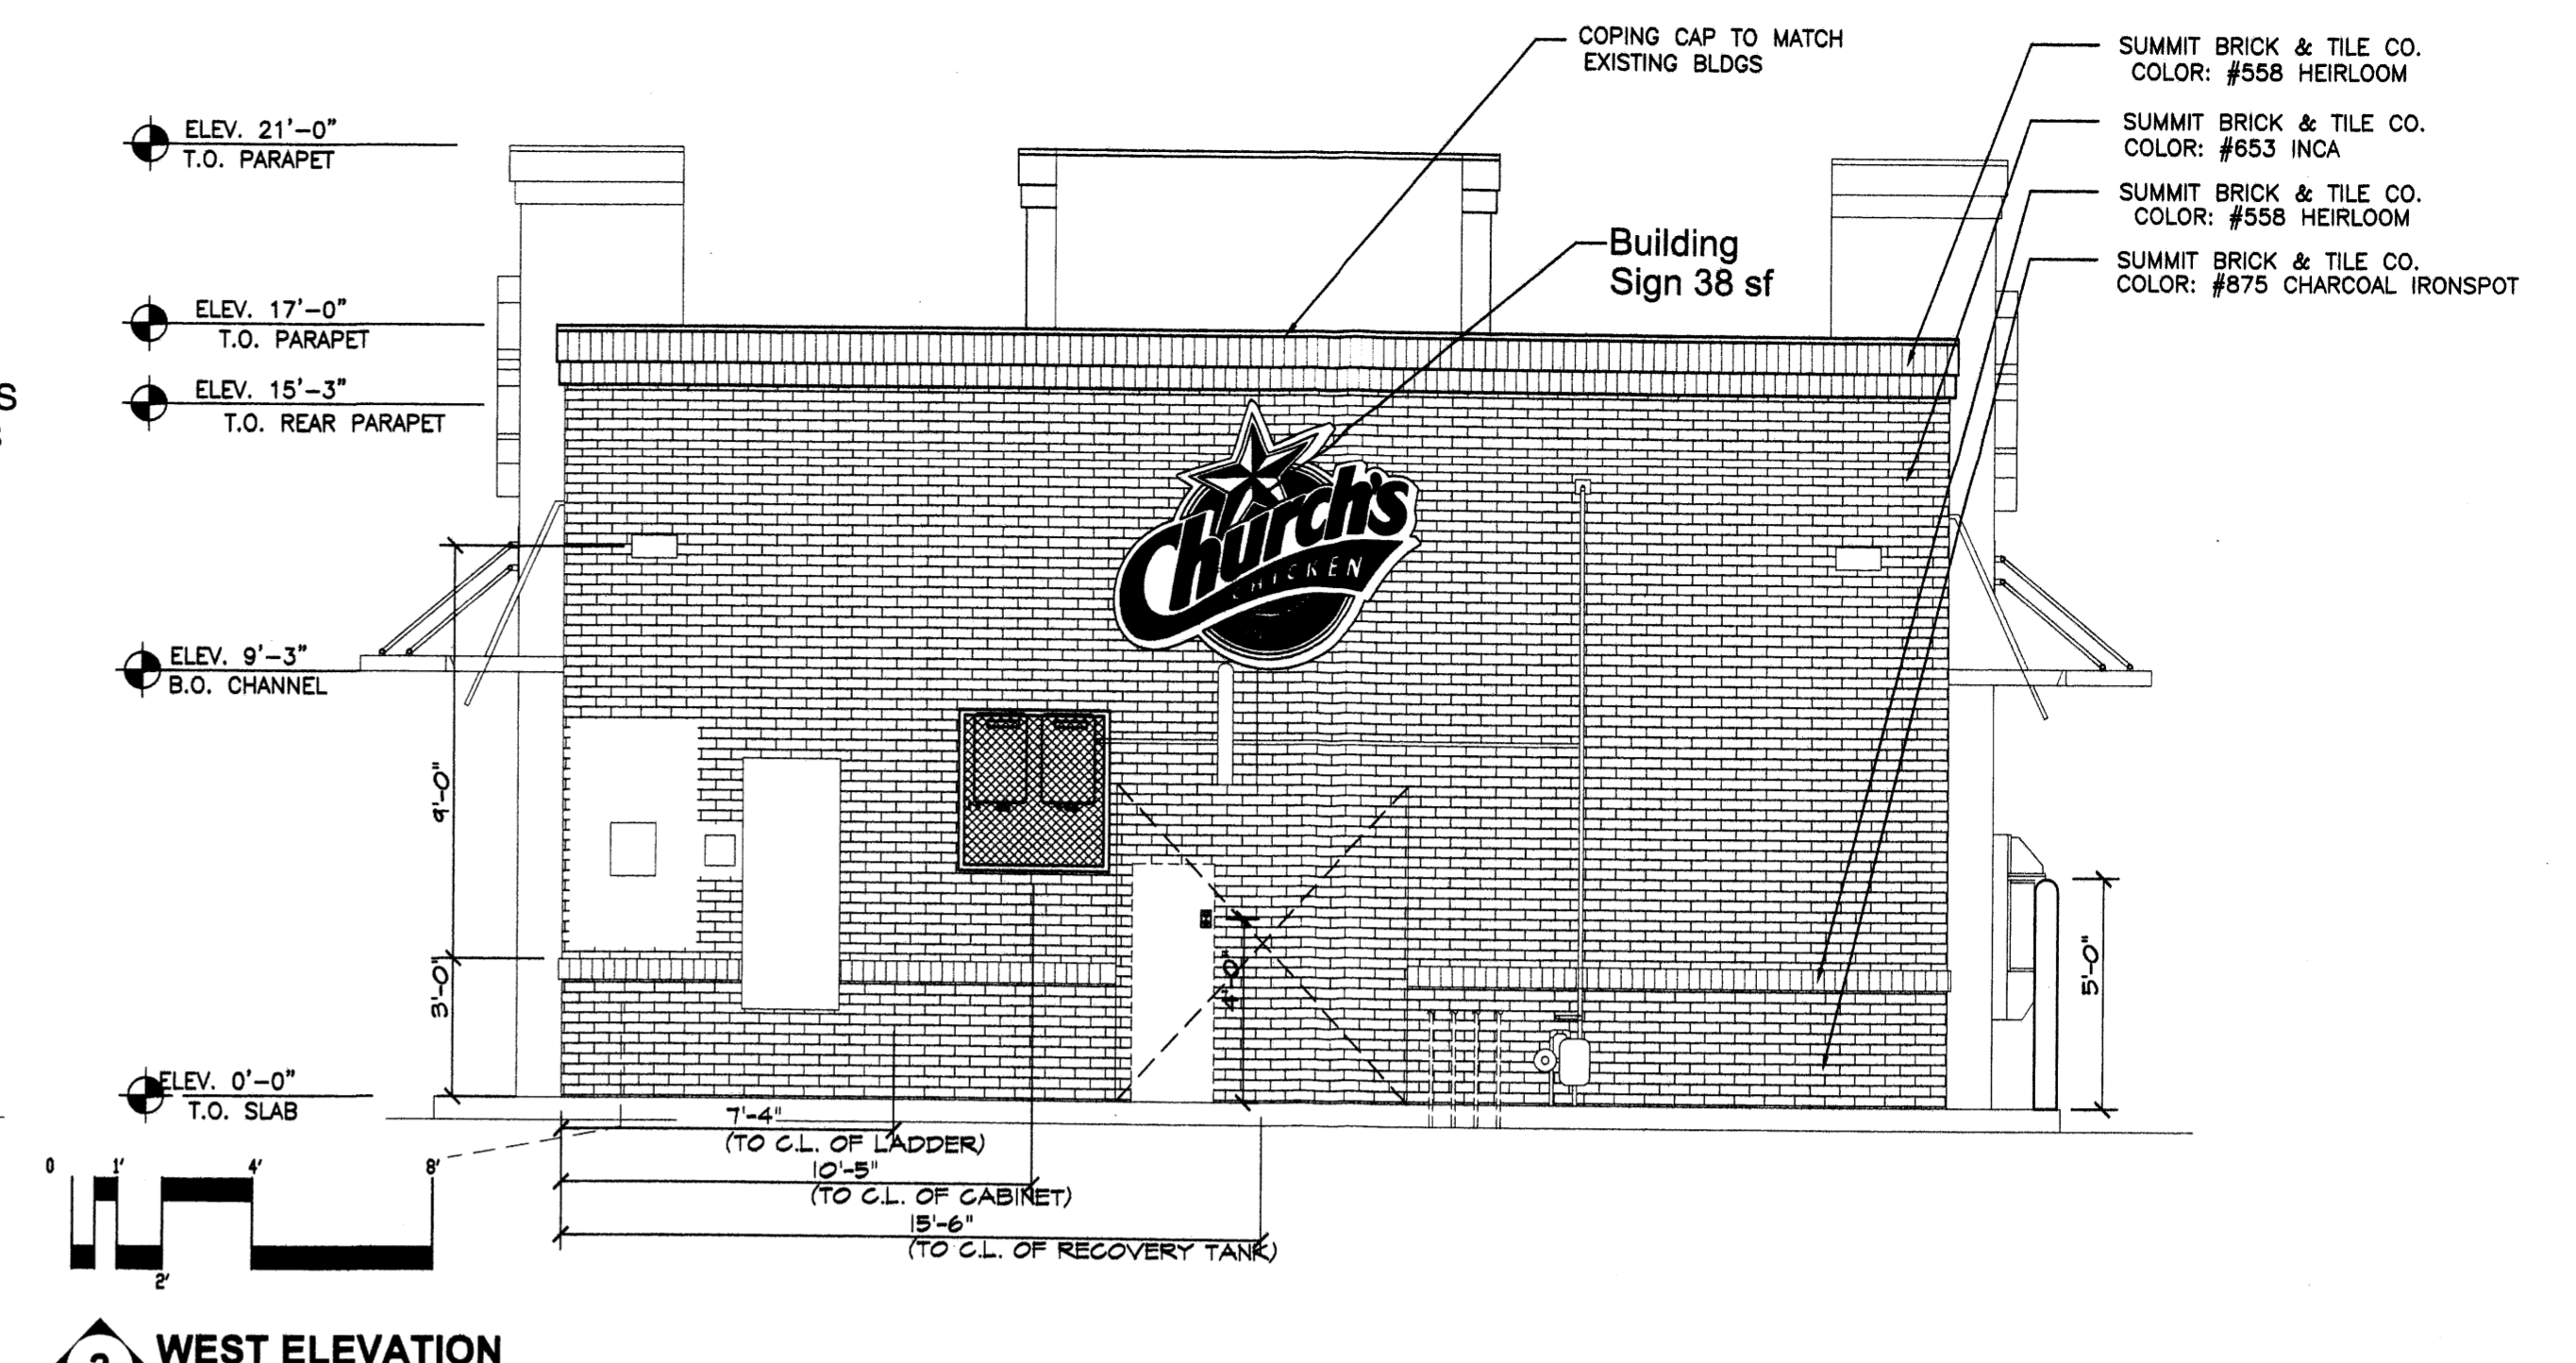 COPING CAP TO MATCH
EXISTING BLDGS
SUMMIT BRICK & TILE CO.
COLOR: #558 HEIRLOOM
SUMMIT BRICK & TILE CO.
COLOR: #653 INCA
SUMMIT BRICK & TILE CO.
COLOR: #558 HEIRLOOM
SUMMIT BRICK & TILE CO.
COLOR: #875 CHARCOAL IRONSPOT
ELEV. 21'-0"
T.O. PARAPET
Building
Sign 38 sf
ELEV. 17'-0"
T.O. PARAPET
ELEV. 15'-3"
T.O. REAR PARAPET
S
Church's
CHICKEN
ELEV. 9'-3"
B.O. CHANNEL
9'-0"
3'-0"
4'-0"
5'-0"
ELEV. 0'-0"
T.O. SLAB
7'-4"
(TO C.L. OF LADDER)
10'-5"
(TO C.L. OF CABINET)
15'-6"
(TO C.L. OF RECOVERY TANK)
0 1' 4' 8'
2'
WEST ELEVATION